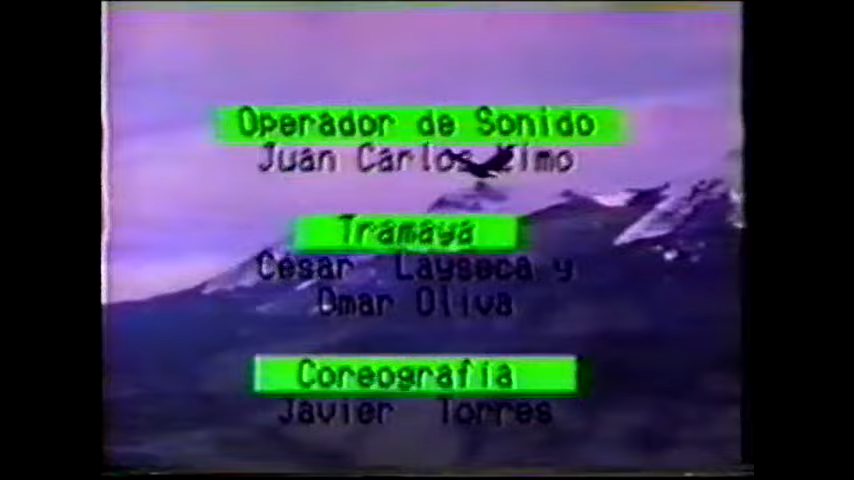 Operador de Sonido
Juan Carlos
Tramaya
César Layseca y
Omar Oliva
Coreografía
Javier Torres